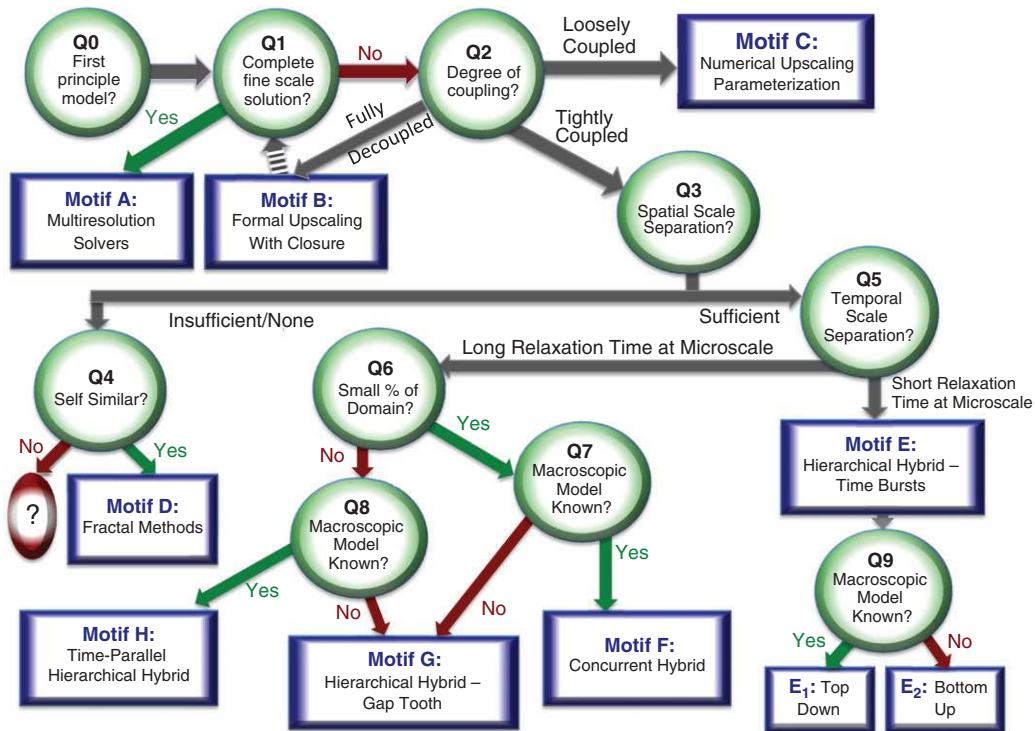 Q0
First
principle
model?
Q1
Complete
fine scale
solution?
No
Q2
Degree of
coupling?
Loosely
Coupled
Motif C:
Numerical Upscaling
Parameterization
Yes
Fully
Decoupled
Tightly
Coupled
Motif A:
Multiresolution
Solvers
Motif B:
Formal Upscaling
With Closure
Q3
Spatial Scale
Separation?
Insufficient/None
Sufficient
Q5
Temporal
Scale
Separation?
Q4
Self Similar?
Q6
Small % of
Domain?
Long Relaxation Time at Microscale
Short Relaxation
Time at Microscale
No
Yes
No
Yes
Q7
Macroscopic
Model
Known?
Motif E:
Hierarchical Hybrid –
Time Bursts
?
Motif D:
Fractal Methods
Q8
Macroscopic
Model
Known?
Yes
No
No
Yes
Q9
Macroscopic
Model
Known?
Motif H:
Time-Parallel
Hierarchical Hybrid
Motif G:
Hierarchical Hybrid –
Gap Tooth
Motif F:
Concurrent Hybrid
Yes
No
E1: Top
Down
E2: Bottom
Up